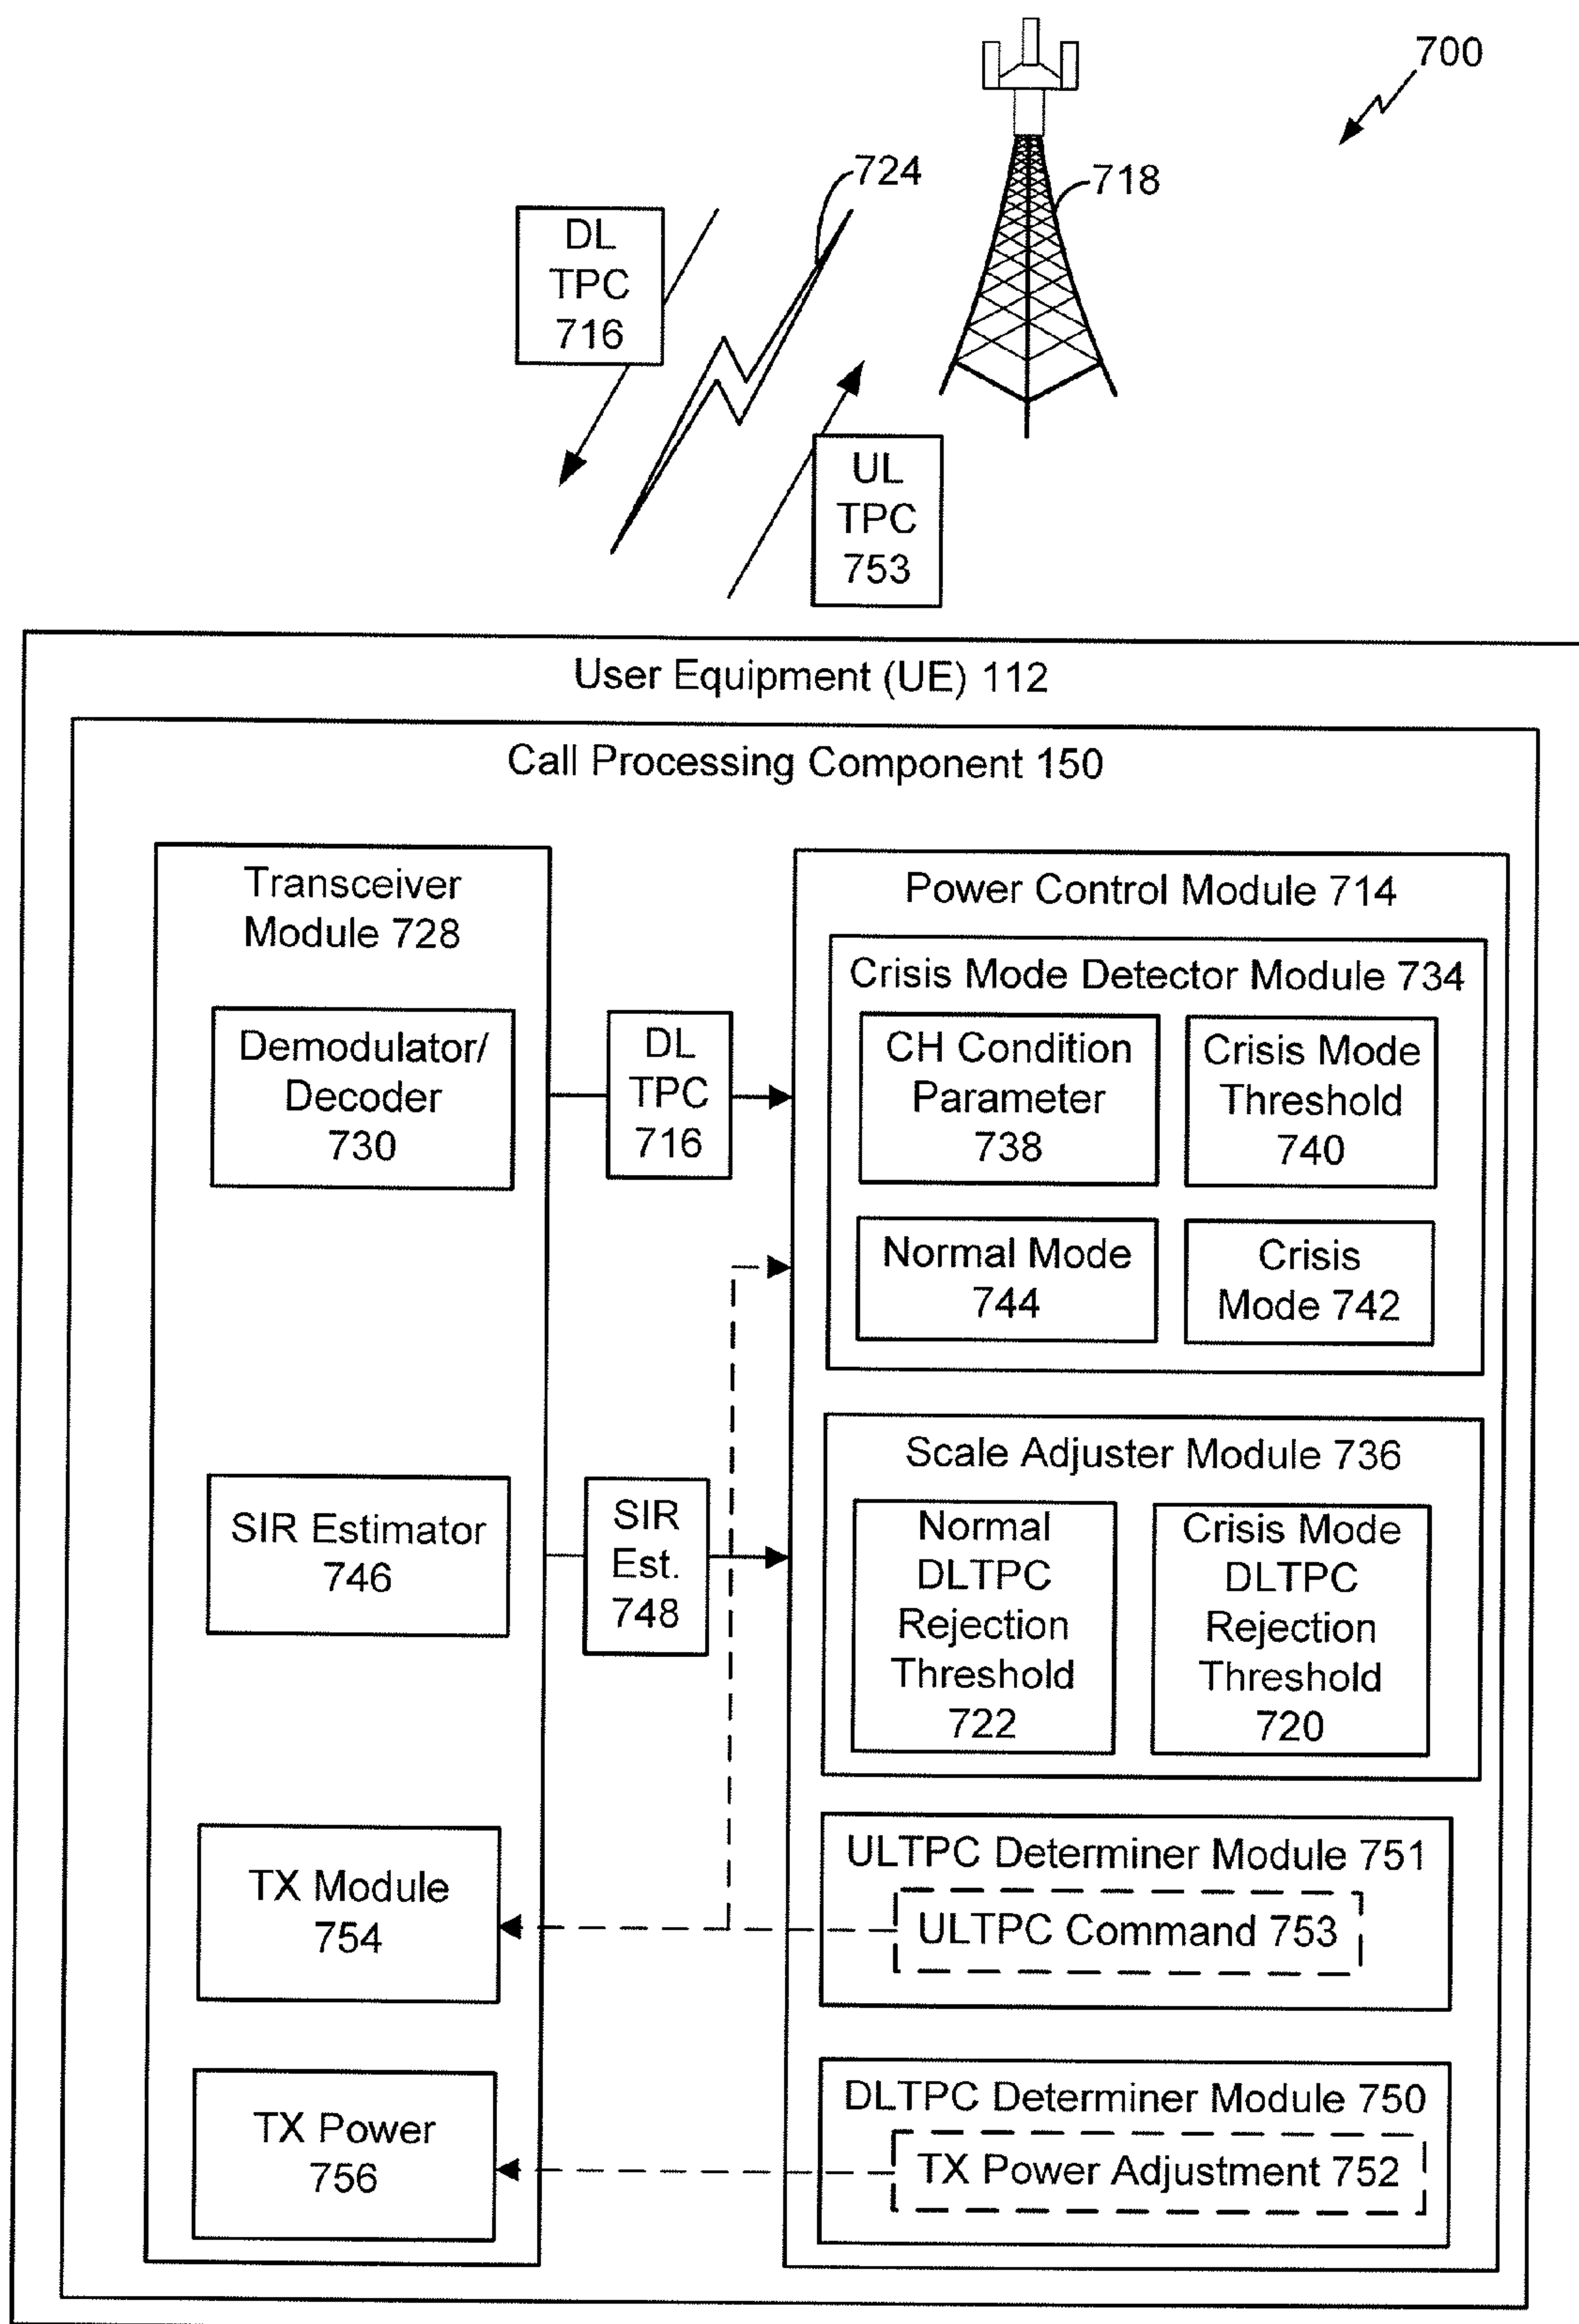 700
724
718
DL
TPC
716
UL
TPC
753
User Equipment (UE) 112
Call Processing Component 150
Transceiver
Module 728
Demodulator/
Decoder
730
DL
TPC
716
SIR Estimator
746
SIR
Est.
748
TX Module
754
TX Power
756
Power Control Module 714
Crisis Mode Detector Module 734
CH Condition
Parameter
738
Crisis Mode
Threshold
740
Normal Mode
744
Crisis
Mode 742
Scale Adjuster Module 736
Normal
DLTPC
Rejection
Threshold
722
Crisis Mode
DLTPC
Rejection
Threshold
720
ULTPC Determiner Module 751
ULTPC Command 753
DLTPC Determiner Module 750
TX Power Adjustment 752